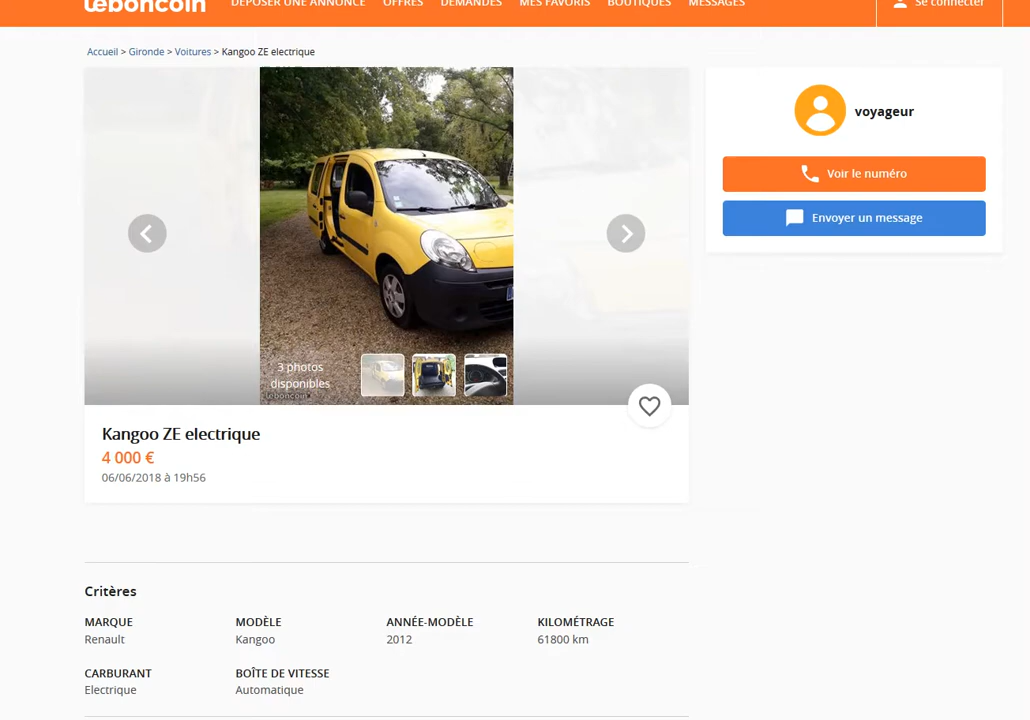 leboncoin DÉPOSER UNE ANNONCE OFFRES DEMANDES MES FAVORIS BOUTIQUES MESSAGES Se connecter
Accueil > Gironde > Voitures > Kangoo ZE electrique
voyageur
Voir le numéro
Envoyer un message
3 photos
disponibles
leboncoin
Kangoo ZE electrique
4 000 €
06/06/2018 à 19h56
Critères
MARQUE MODÈLE ANNÉE-MODÈLE KILOMÉTRAGE
Renault Kangoo 2012 61800 km
CARBURANT BOÎTE DE VITESSE
Electrique Automatique